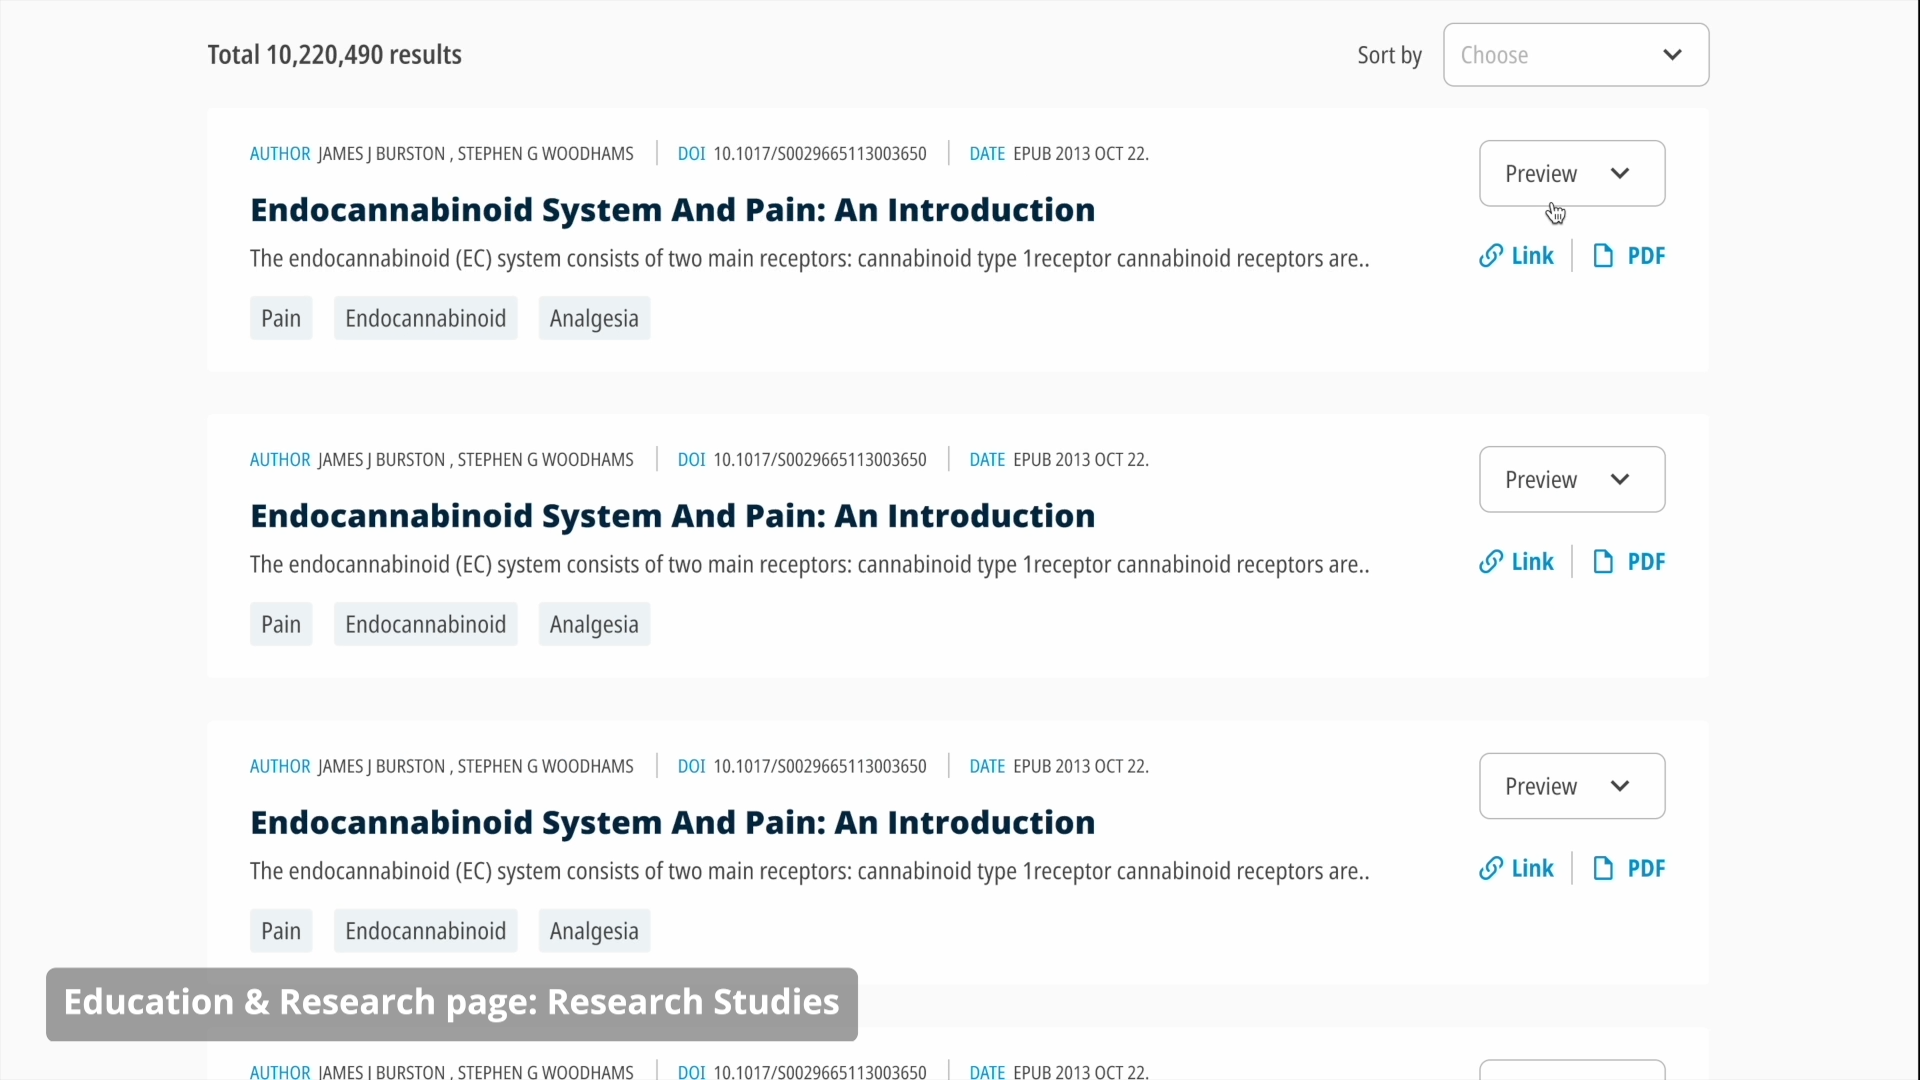 Total 10,220,490 results
Sort by Choose
AUTHOR JAMES J BURSTON , STEPHEN G WOODHAMS DOI 10.1017/S0029665113003650 DATE EPUB 2013 OCT 22.
Preview
Endocannabinoid System And Pain: An Introduction
The endocannabinoid (EC) system consists of two main receptors: cannabinoid type 1receptor cannabinoid receptors are..
Link PDF
Pain Endocannabinoid Analgesia
AUTHOR JAMES J BURSTON , STEPHEN G WOODHAMS DOI 10.1017/S0029665113003650 DATE EPUB 2013 OCT 22.
Preview
Endocannabinoid System And Pain: An Introduction
The endocannabinoid (EC) system consists of two main receptors: cannabinoid type 1receptor cannabinoid receptors are..
Link PDF
Pain Endocannabinoid Analgesia
AUTHOR JAMES J BURSTON , STEPHEN G WOODHAMS DOI 10.1017/S0029665113003650 DATE EPUB 2013 OCT 22.
Preview
Endocannabinoid System And Pain: An Introduction
The endocannabinoid (EC) system consists of two main receptors: cannabinoid type 1receptor cannabinoid receptors are..
Link PDF
Pain Endocannabinoid Analgesia
Education & Research page: Research Studies
AUTHOR JAMES J BURSTON , STEPHEN G WOODHAMS DOI 10.1017/S0029665113003650 DATE EPUB 2013 OCT 22.